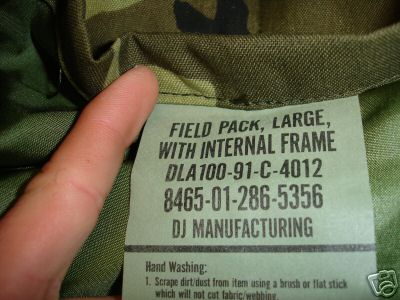 FIELD PACK, LARGE,
WITH INTERNAL FRAME
DLA100-91-C-4012
8465-01-286-5356
DJ MANUFACTURING
Hand Washing:
1. Scrape dirt/dust from item using a brush or flat stick
which will not cut fabric/webbing.
ebY